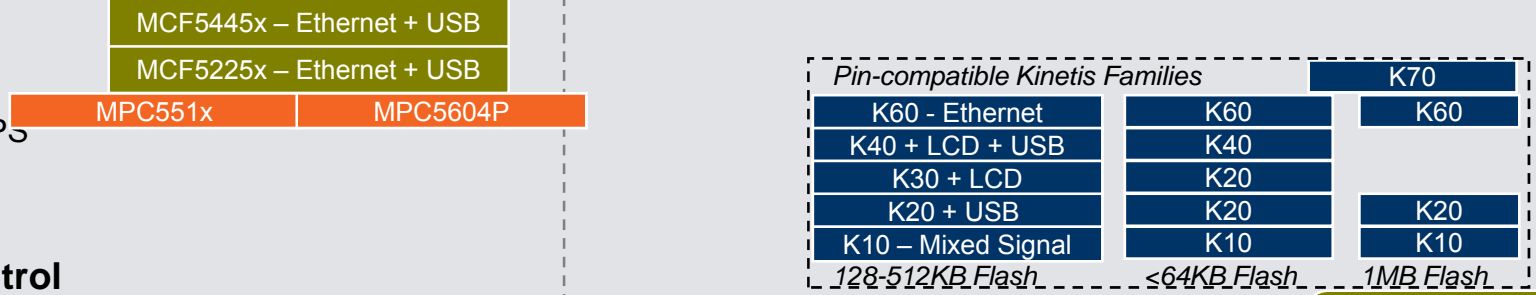 MCF5445x – Ethernet + USB
MCF5225x – Ethernet + USB
MPC551x MPC5604P
PS
trol
Pin-compatible Kinetis Families K70
K60 - Ethernet K60 K60
K40 + LCD + USB K40
K30 + LCD K20
K20 + USB K20 K20
K10 – Mixed Signal K10 K10
128-512KB Flash <64KB Flash 1MB Flash